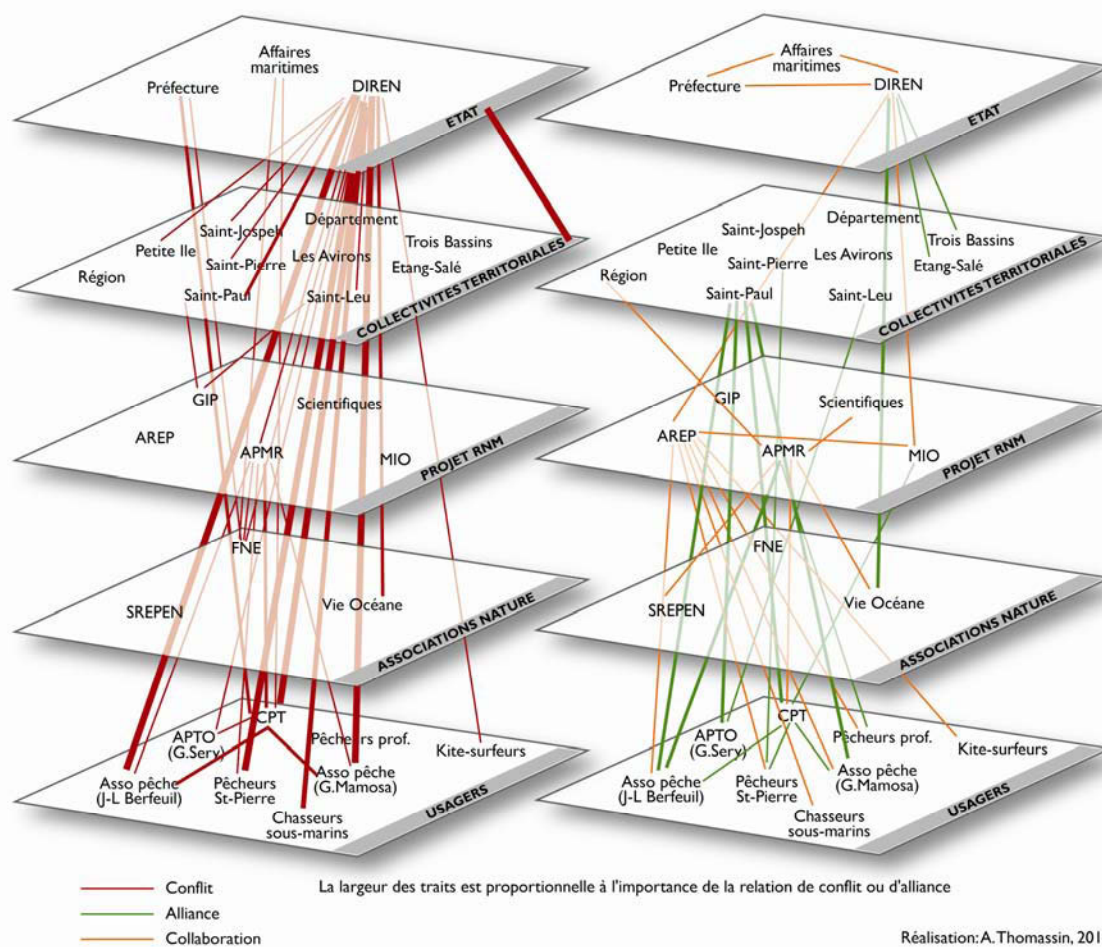 Affaires
maritimes
Préfecture
DIREN
ETAT
Saint-Jospeh
Département
Petite Ile
Saint-Pierre
Les Avirons
Trois Bassins
Région
Etang-Salé
Saint-Paul
Saint-Leu
COLLECTIVITES TERRITORIALES
GIP
Scientifiques
AREP
APMR
MIO
PROJET RNM
FNE
SREPEN
Vie Océane
ASSOCIATIONS NATURE
CPT
APTO
(G.Serv)
Pêcheurs prof.
Kite-surfeurs
Asso pêche
(J-L Berfeuil)
Pêcheurs
St-Pierre
Asso pêche
(G.Mamosa)
Chasseurs
sous-marins
USAGERS
Affaires
maritimes
Préfecture
DIREN
ETAT
Département
Saint-Jospeh
Petite Ile
Trois Bassins
Saint-Pierre
Les Avirons
Région
Etang-Salé
Saint-Paul
Saint-Leu
COLLECTIVITES TERRITORIALES
GIP
Scientifiques
AREP
APMR
MIO
PROJET RNM
FNE
SREPEN
Vie Océane
ASSOCIATIONS NATURE
CPT
APTO
(G.Serv)
Pêcheurs prof.
Kite-surfeurs
Asso pêche
(J-L Berfeuil)
Pêcheurs
St-Pierre
Asso pêche
(G.Mamosa)
Chasseurs
sous-marins
USAGERS
Conflit
La largeur des traits est proportionnelle à l'importance de la relation de conflit ou d'alliance
Alliance
Collaboration
Réalisation: A. Thomassin, 201